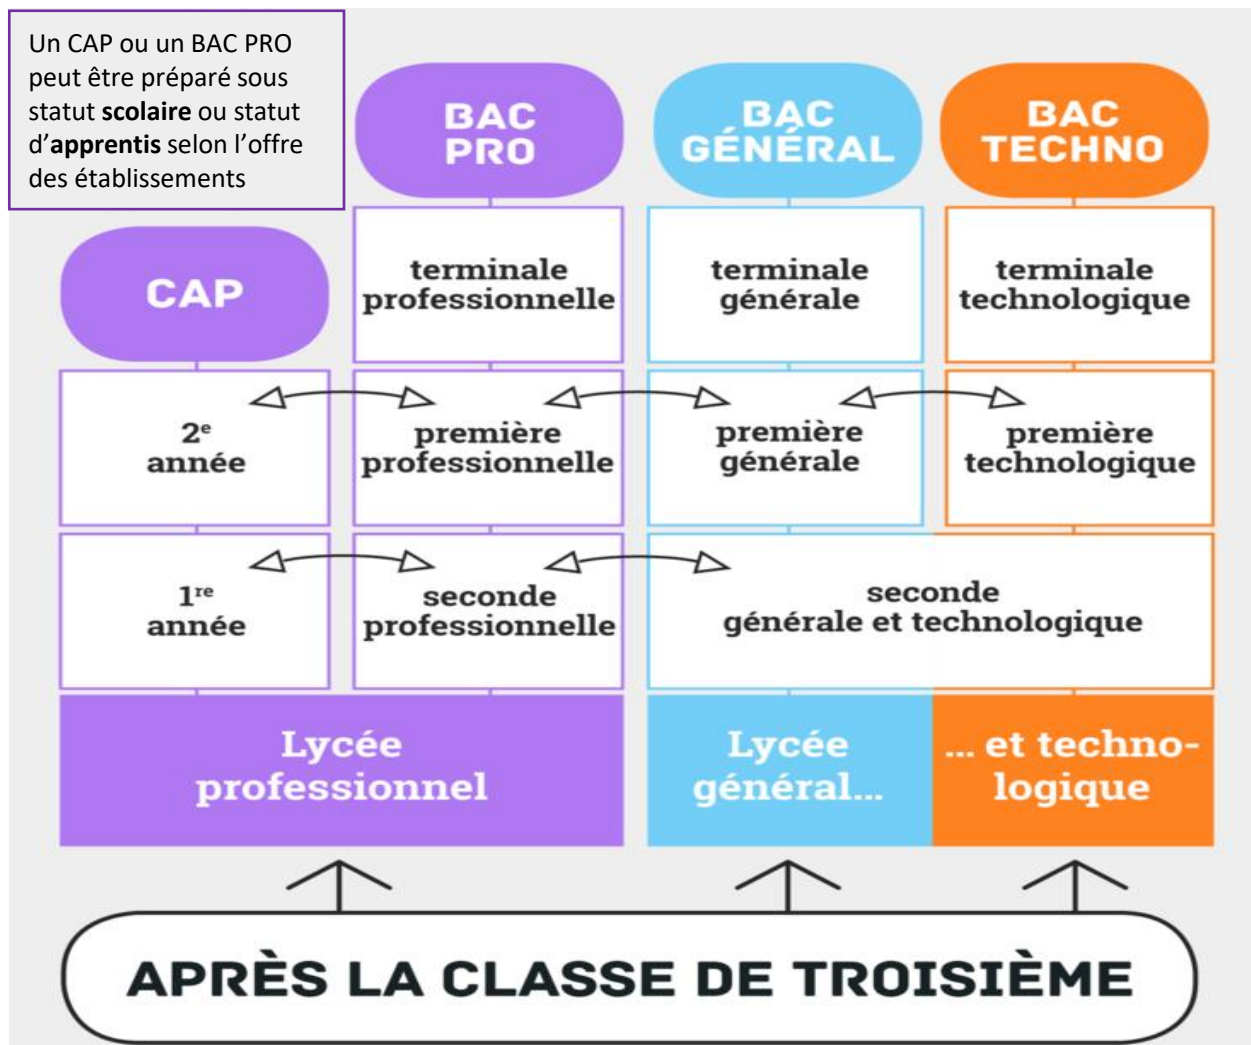 Un CAP ou un BAC PRO
peut être préparé sous
statut scolaire ou statut
d’apprentis selon l’offre
des établissements
BAC
PRO
BAC
GÉNÉRAL
BAC
TECHNO
CAP
terminale
professionnelle
terminale
générale
terminale
technologique
2e
année
première
professionnelle
première
générale
première
technologique
1re
année
seconde
professionnelle
seconde
générale et technologique
Lycée
professionnel
Lycée
général...
... et techno-
logique
APRÈS LA CLASSE DE TROISIÈME